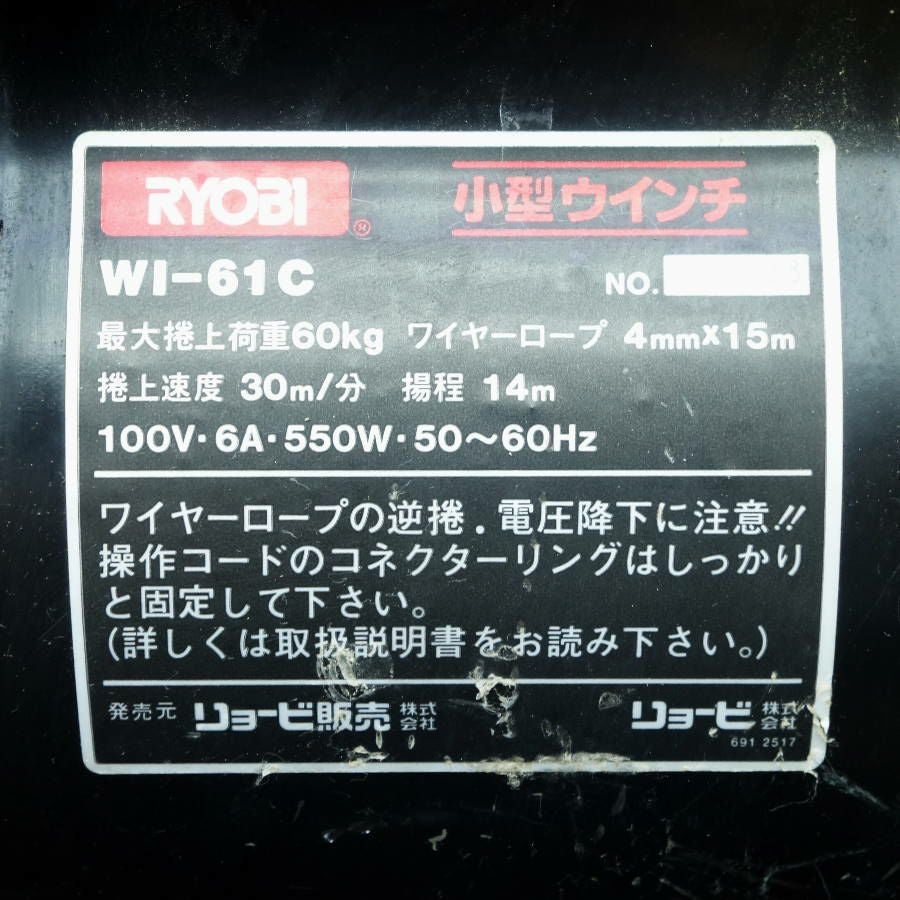 RYOBI® 小型ウインチ
WI-61C NO.
最大捲上荷重60kg ワイヤーロープ 4mm×15m
捲上速度 30m/分 揚程 14m
100V・6A・550W・50～60Hz
ワイヤーロープの逆捲．電圧降下に注意!!
操作コードのコネクターリングはしっかり
と固定して下さい。
(詳しくは取扱説明書をお読み下さい。)
発売元 リョービ販売株式会社 リョービ株式会社
691 2517